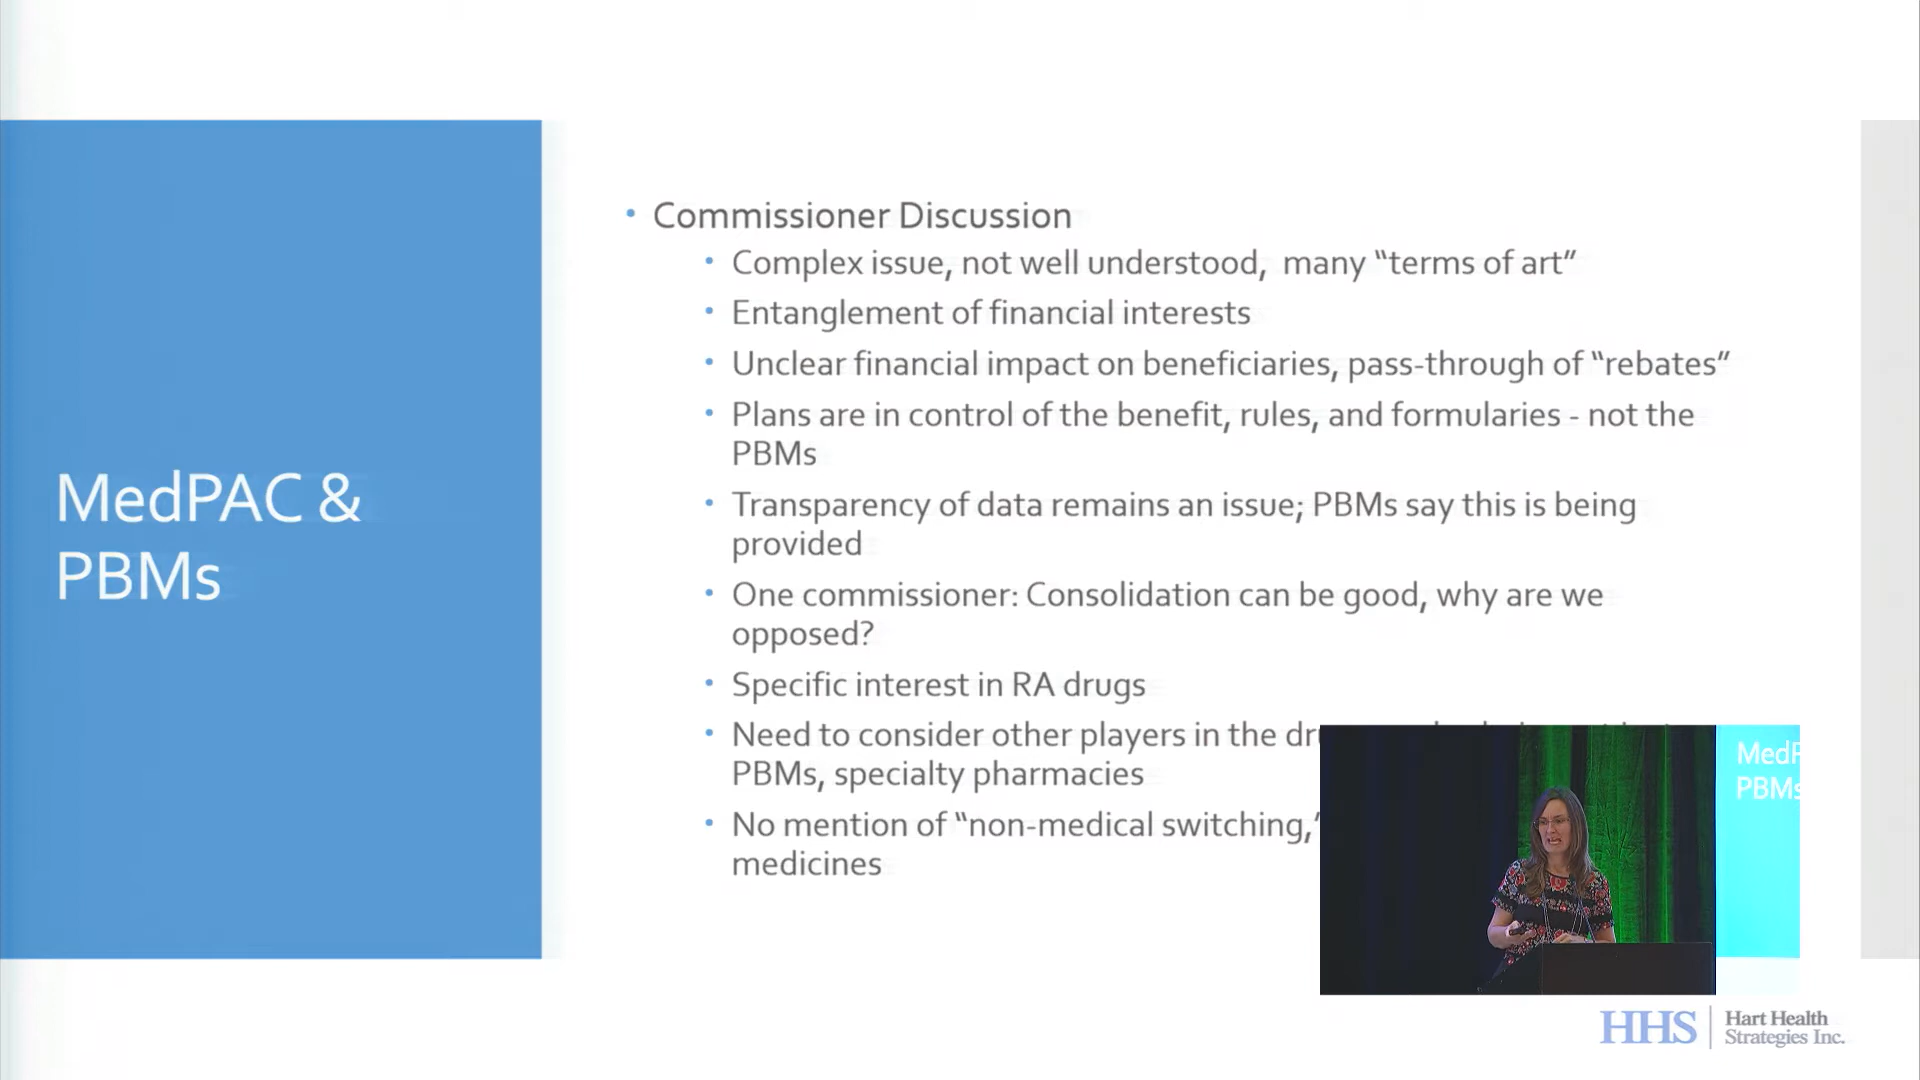 MedPAC &
PBMs
Commissioner Discussion
Complex issue, not well understood, many “terms of art”
Entanglement of financial interests
Unclear financial impact on beneficiaries, pass-through of “rebates”
Plans are in control of the benefit, rules, and formularies - not the
PBMs
Transparency of data remains an issue; PBMs say this is being
provided
One commissioner: Consolidation can be good, why are we
opposed?
Specific interest in RA drugs
Need to consider other players in the
PBMs, specialty pharmacies
No mention of “non-medical switching,
medicines
PBMs
HHS
Hart Health
Strategies Inc.